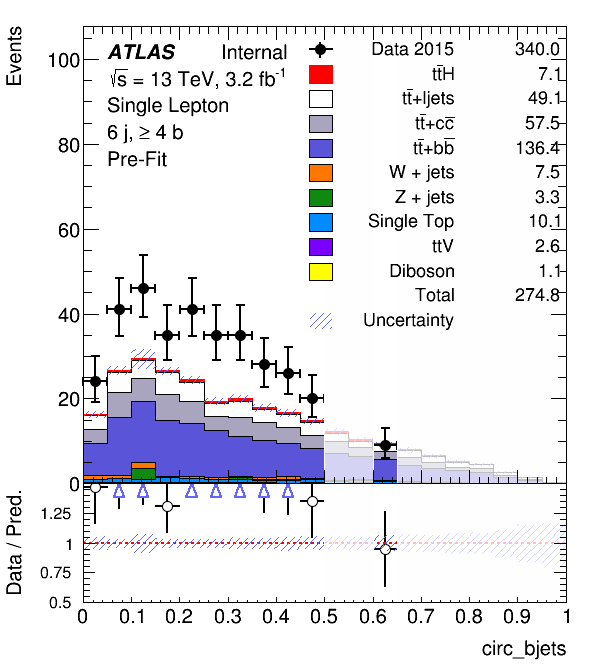 Events
100
80
60
40
20
0
ATLAS Internal
√s = 13 TeV, 3.2 fb⁻¹
Single Lepton
6 j, ≥ 4 b
Pre-Fit
Data 2015 340.0
tt̄H 7.1
tt̄+ljets 49.1
tt̄+cc̄ 57.5
tt̄+bb̄ 136.4
W + jets 7.5
Z + jets 3.3
Single Top 10.1
ttV 2.6
Diboson 1.1
Total 274.8
Uncertainty
Data / Pred.
1.25
1
0.75
0.5
0 0.1 0.2 0.3 0.4 0.5 0.6 0.7 0.8 0.9 1
circ_bjets